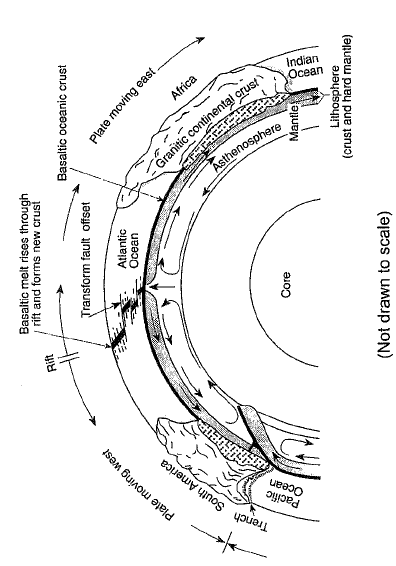 Basaltic melt rises through
rift and forms new crust
Rift
Transform fault offset
Basaltic oceanic crust
Plate moving east
Plate moving west
Atlantic
Ocean
Africa
Granitic continental crust
Indian
Ocean
South America
Asthenosphere
Mantle
Lithosphere
(crust and hard mantle)
Core
Pacific
Ocean
Trench
(Not drawn to scale)